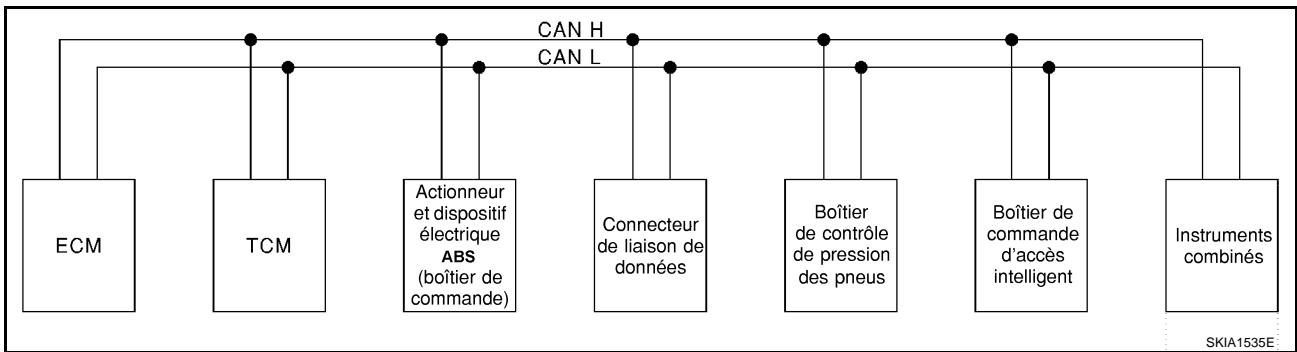 CAN H
CAN L
ECM
TCM
Actionneur
et dispositif
électrique
ABS
(boîtier de
commande)
Connecteur
de liaison de
données
Boîtier
de contrôle
de pression
des pneus
Boîtier de
commande
d'accès
intelligent
Instruments
combinés
SKIA1535E